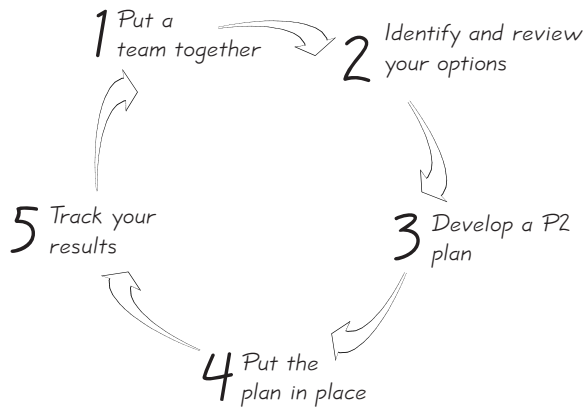 1 Put a
team together
2 Identify and review
your options
3 Develop a P2
plan
4 Put the
plan in place
5 Track your
results